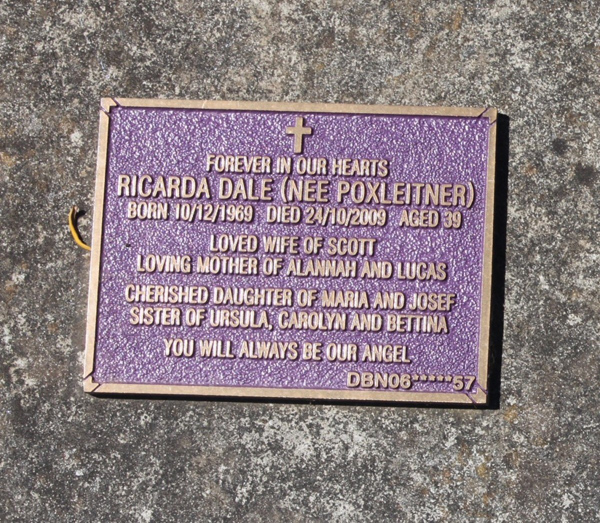 FOREVER IN OUR HEARTS
RICARDA DALE (NEE POXLEITNER)
BORN 10/12/1969 DIED 24/10/2009 AGED 39
LOVED WIFE OF SCOTT
LOVING MOTHER OF ALANNAH AND LUCAS
CHERISHED DAUGHTER OF MARIA AND JOSEF
SISTER OF URSULA, CAROLYN AND BETTINA
YOU WILL ALWAYS BE OUR ANGEL
DBN06*****57